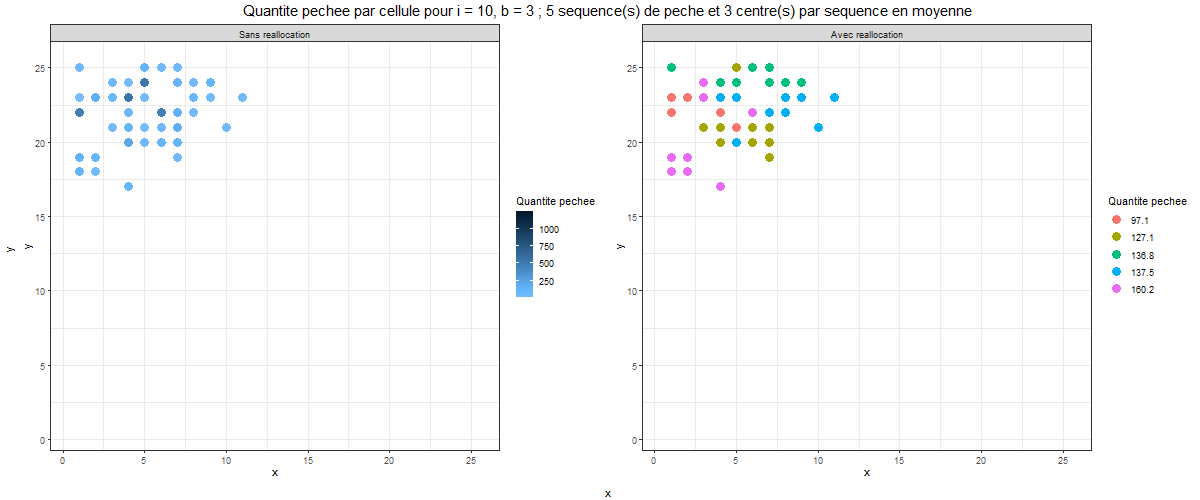 Quantite pechee par cellule pour i = 10, b = 3 ; 5 sequence(s) de peche et 3 centre(s) par sequence en moyenne
Sans reallocation
25
20
15
10
5
0
y
y
0 5 10 15 20 25
x
Quantite pechee
1000
750
500
250
Avec reallocation
25
20
15
10
5
0
y
0 5 10 15 20 25
x
Quantite pechee
97.1
127.1
136.8
137.5
160.2
x